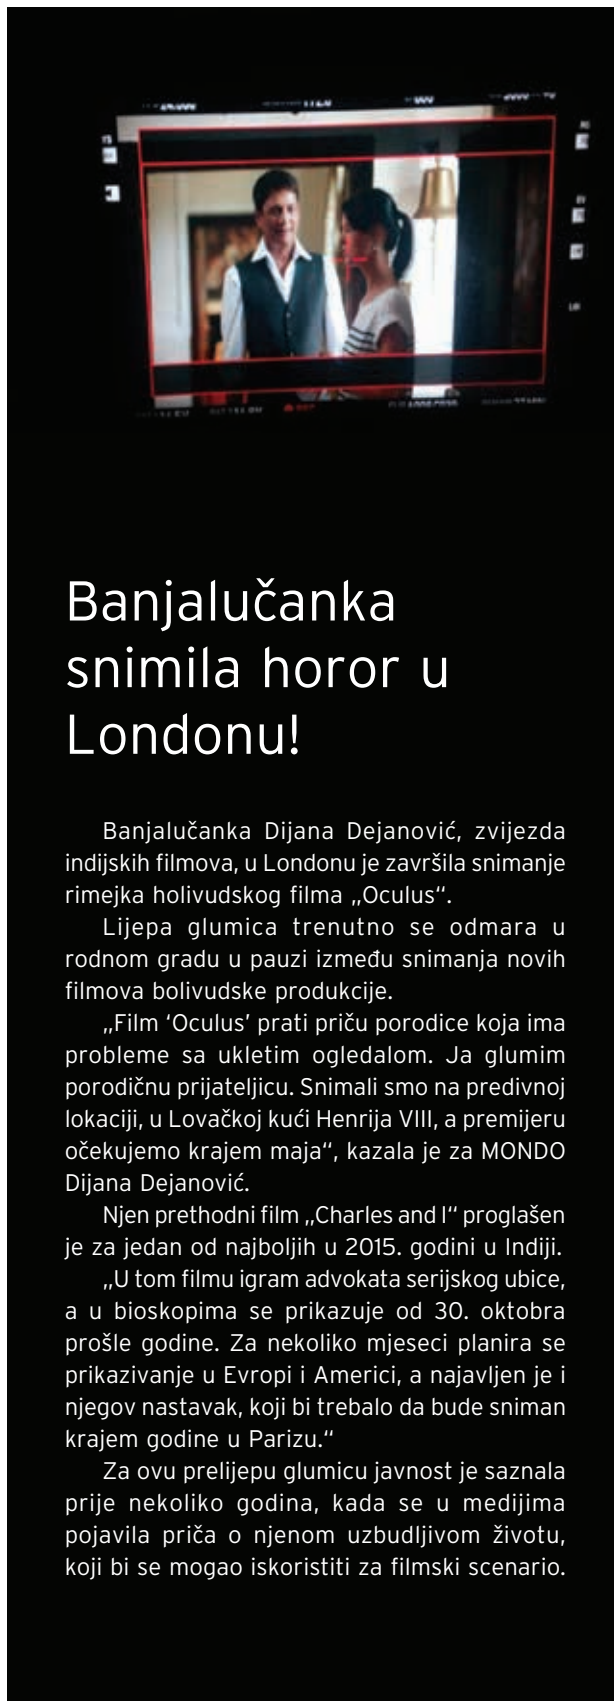 Banjalučanka
snimila horor u
Londonu!
Banjalučanka Dijana Dejanović, zvijezda
indijskih filmova, u Londonu je završila snimanje
rimejka holivudskog filma „Oculus“.
Lijepa glumica trenutno se odmara u
rodnom gradu u pauzi između snimanja novih
filmova bolivudske produkcije.
„Film ‘Oculus’ prati priču porodice koja ima
probleme sa ukletim ogledalom. Ja glumim
porodičnu prijateljicu. Snimali smo na predivnoj
lokaciji, u Lovačkoj kući Henrija VIII, a premijeru
očekujemo krajem maja“, kazala je za MONDO
Dijana Dejanović.
Njen prethodni film „Charles and I“ proglašen
je za jedan od najboljih u 2015. godini u Indiji.
„U tom filmu igram advokata serijskog ubice,
a u bioskopima se prikazuje od 30. oktobra
prošle godine. Za nekoliko mjeseci planira se
prikazivanje u Evropi i Americi, a najavljen je i
njegov nastavak, koji bi trebalo da bude sniman
krajem godine u Parizu.“
Za ovu prelijepu glumicu javnost je saznala
prije nekoliko godina, kada se u medijima
pojavila priča o njenom uzbudljivom životu,
koji bi se mogao iskoristiti za filmski scenario.